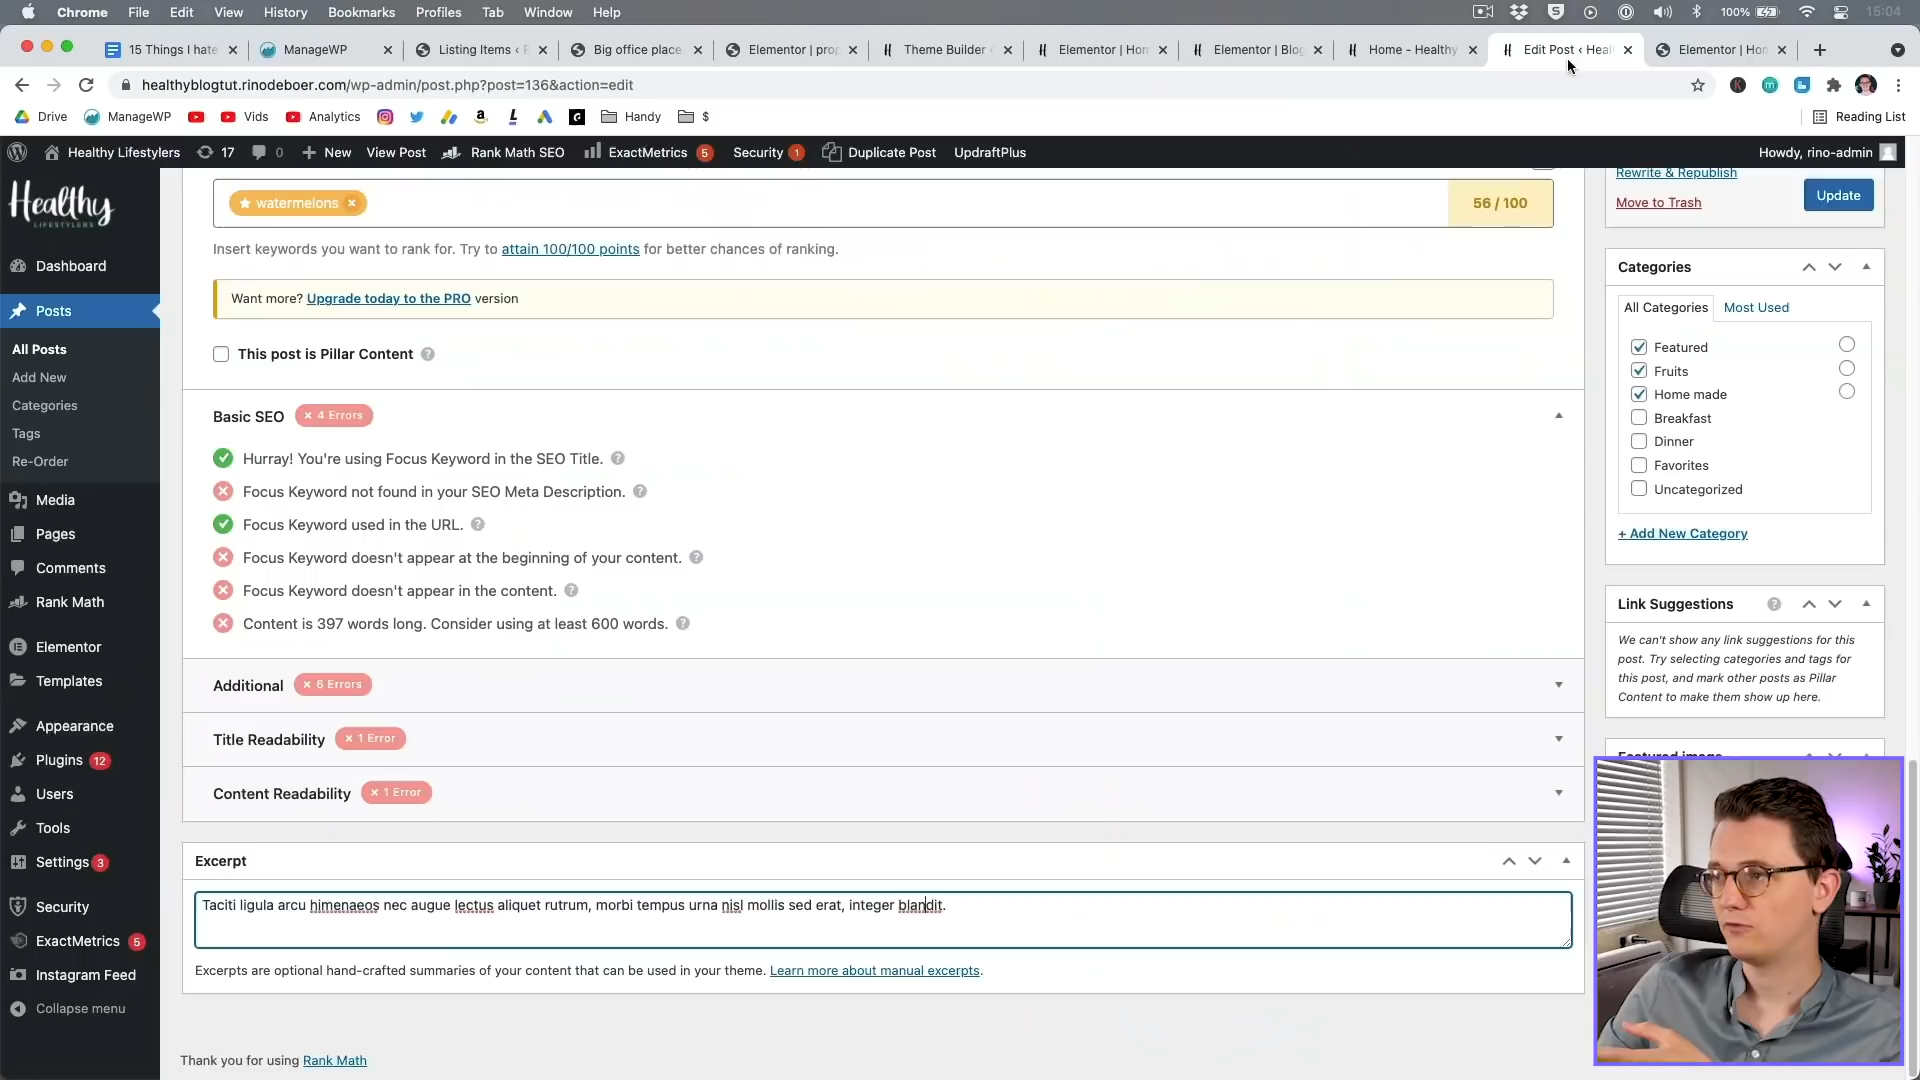 Chrome File Edit View History Bookmarks Profiles Tab Window Help 100% 15:04
15 Things I hate ManageWP Listing Items ‹ R Big office place Elementor | prop Theme Builder Elementor | Hom Elementor | Blog Home - Healthy Edit Post ‹ Heal Elementor | Hom
healthyblogtut.rinodeboer.com/wp-admin/post.php?post=136&action=edit
Drive ManageWP Vids Analytics Handy $ Reading List
Healthy Lifestylers 17 0 New View Post Rank Math SEO ExactMetrics 5 Security 1 Duplicate Post UpdraftPlus Howdy, rino-admin
Healthy
LIFESTYLERS
Dashboard
Posts
All Posts
Add New
Categories
Tags
Re-Order
Media
Pages
Comments
Rank Math
Elementor
Templates
Appearance
Plugins 12
Users
Tools
Settings 3
Security
ExactMetrics 5
Instagram Feed
Collapse menu
watermelons
56 / 100
Insert keywords you want to rank for. Try to attain 100/100 points for better chances of ranking.
Want more? Upgrade today to the PRO version
This post is Pillar Content
Basic SEO 4 Errors
Hurray! You're using Focus Keyword in the SEO Title.
Focus Keyword not found in your SEO Meta Description.
Focus Keyword used in the URL.
Focus Keyword doesn't appear at the beginning of your content.
Focus Keyword doesn't appear in the content.
Content is 397 words long. Consider using at least 600 words.
Additional 6 Errors
Title Readability 1 Error
Content Readability 1 Error
Excerpt
Taciti ligula arcu himenaeos nec augue lectus aliquet rutrum, morbi tempus urna nisl mollis sed erat, integer blandit.
Excerpts are optional hand-crafted summaries of your content that can be used in your theme. Learn more about manual excerpts.
Thank you for using Rank Math
Rewrite & Republish
Move to Trash
Update
Categories
All Categories Most Used
Featured
Fruits
Home made
Breakfast
Dinner
Favorites
Uncategorized
+ Add New Category
Link Suggestions
We can't show any link suggestions for this
post. Try selecting categories and tags for
this post, and mark other posts as Pillar
Content to make them show up here.
Featured image